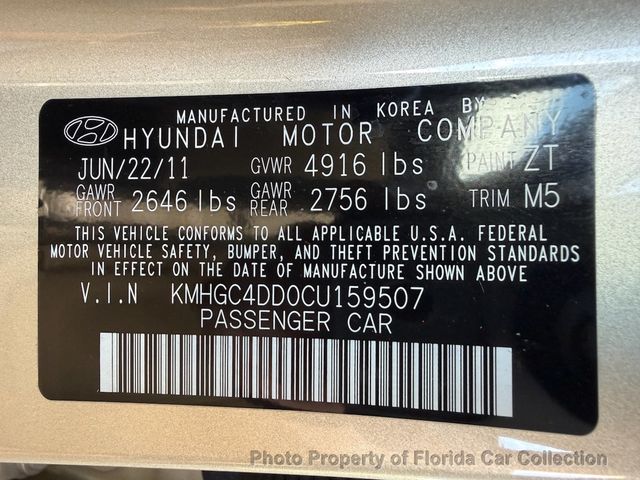 MANUFACTURED IN KOREA BY
HYUNDAI MOTOR COMPANY
JUN/22/11 GVWR 4916 lbs PAINT ZT
GAWR FRONT 2646 lbs GAWR REAR 2756 lbs TRIM M5
THIS VEHICLE CONFORMS TO ALL APPLICABLE U.S.A. FEDERAL
MOTOR VEHICLE SAFETY, BUMPER, AND THEFT PREVENTION STANDARDS
IN EFFECT ON THE DATE OF MANUFACTURE SHOWN ABOVE
V.I.N KMHGC4DD0CU159507
PASSENGER CAR
Photo Property of Florida Car Collection